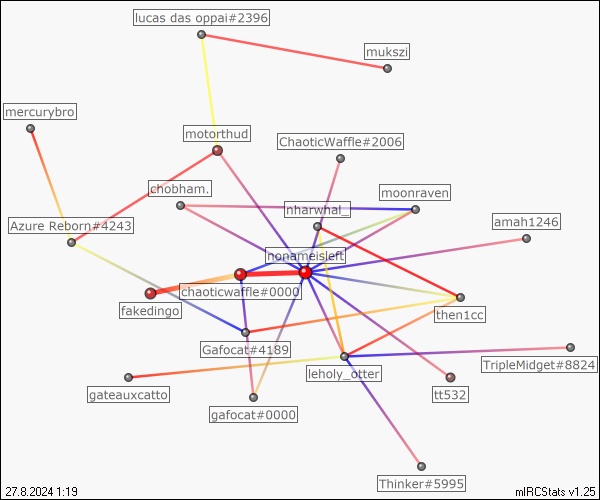 lucas das oppai#2396
mukszi
mercurybro
motorthud
ChaoticWaffle#2006
chobham.
moonraven
nharwhal_
Azure Reborn#4243
amah1246
nonameisleft
chaoticwaffle#0000
fakedingo
then1cc
Gafocat#4189
TripleMidget#8824
leholy_otter
gateauxcatto
tt532
gafocat#0000
Thinker#5995
27.8.2024 1:19
mIRCStats v1.25